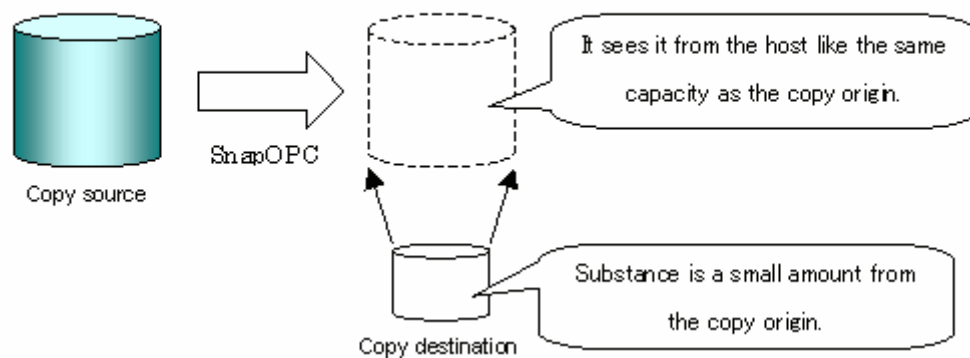 It sees it from the host like the same
capacity as the copy origin.
SnapOPC
Copy source
Substance is a small amount from
the copy origin.
Copy destination